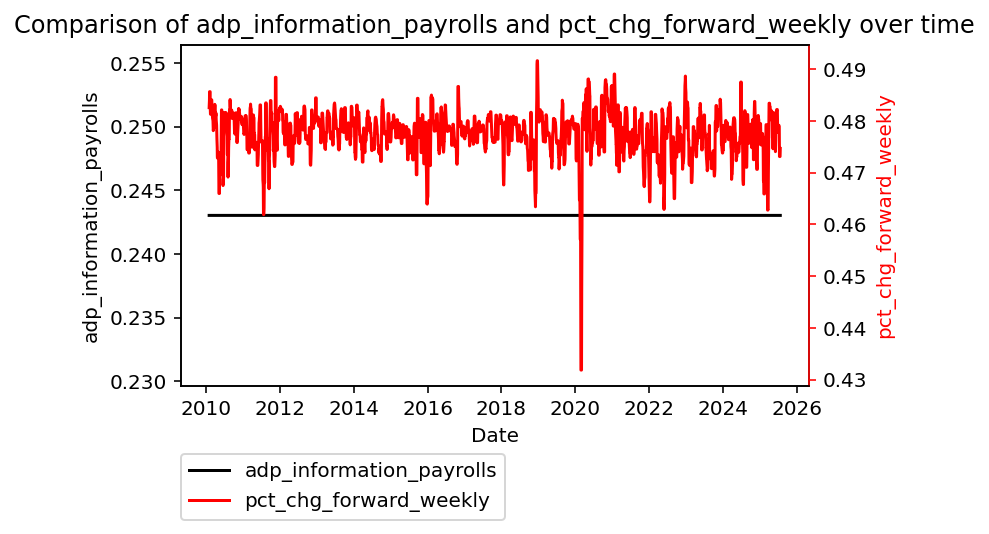 Comparison of adp_information_payrolls and pct_chg_forward_weekly over time
0.255
0.250
0.245
0.240
0.235
0.230
adp_information_payrolls
0.49
0.48
0.47
0.46
0.45
0.44
0.43
pct_chg_forward_weekly
2010 2012 2014 2016 2018 2020 2022 2024 2026
Date
adp_information_payrolls
pct_chg_forward_weekly